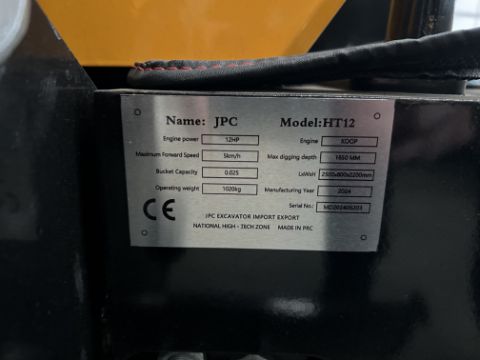 Name: JPC Model:HT12
Engine power 12HP Engine KOOP
Maximum Forward Speed 5km/h Max digging depth 1650 MM
Bucket Capacity 0.025 LxWxH 2500x800x2200mm
Operating weight 1020kg Manufacturing Year 2024
Serial No.:
CE
JPC EXCAVATOR IMPORT EXPORT
NATIONAL HIGH - TECH ZONE MADE IN PRC